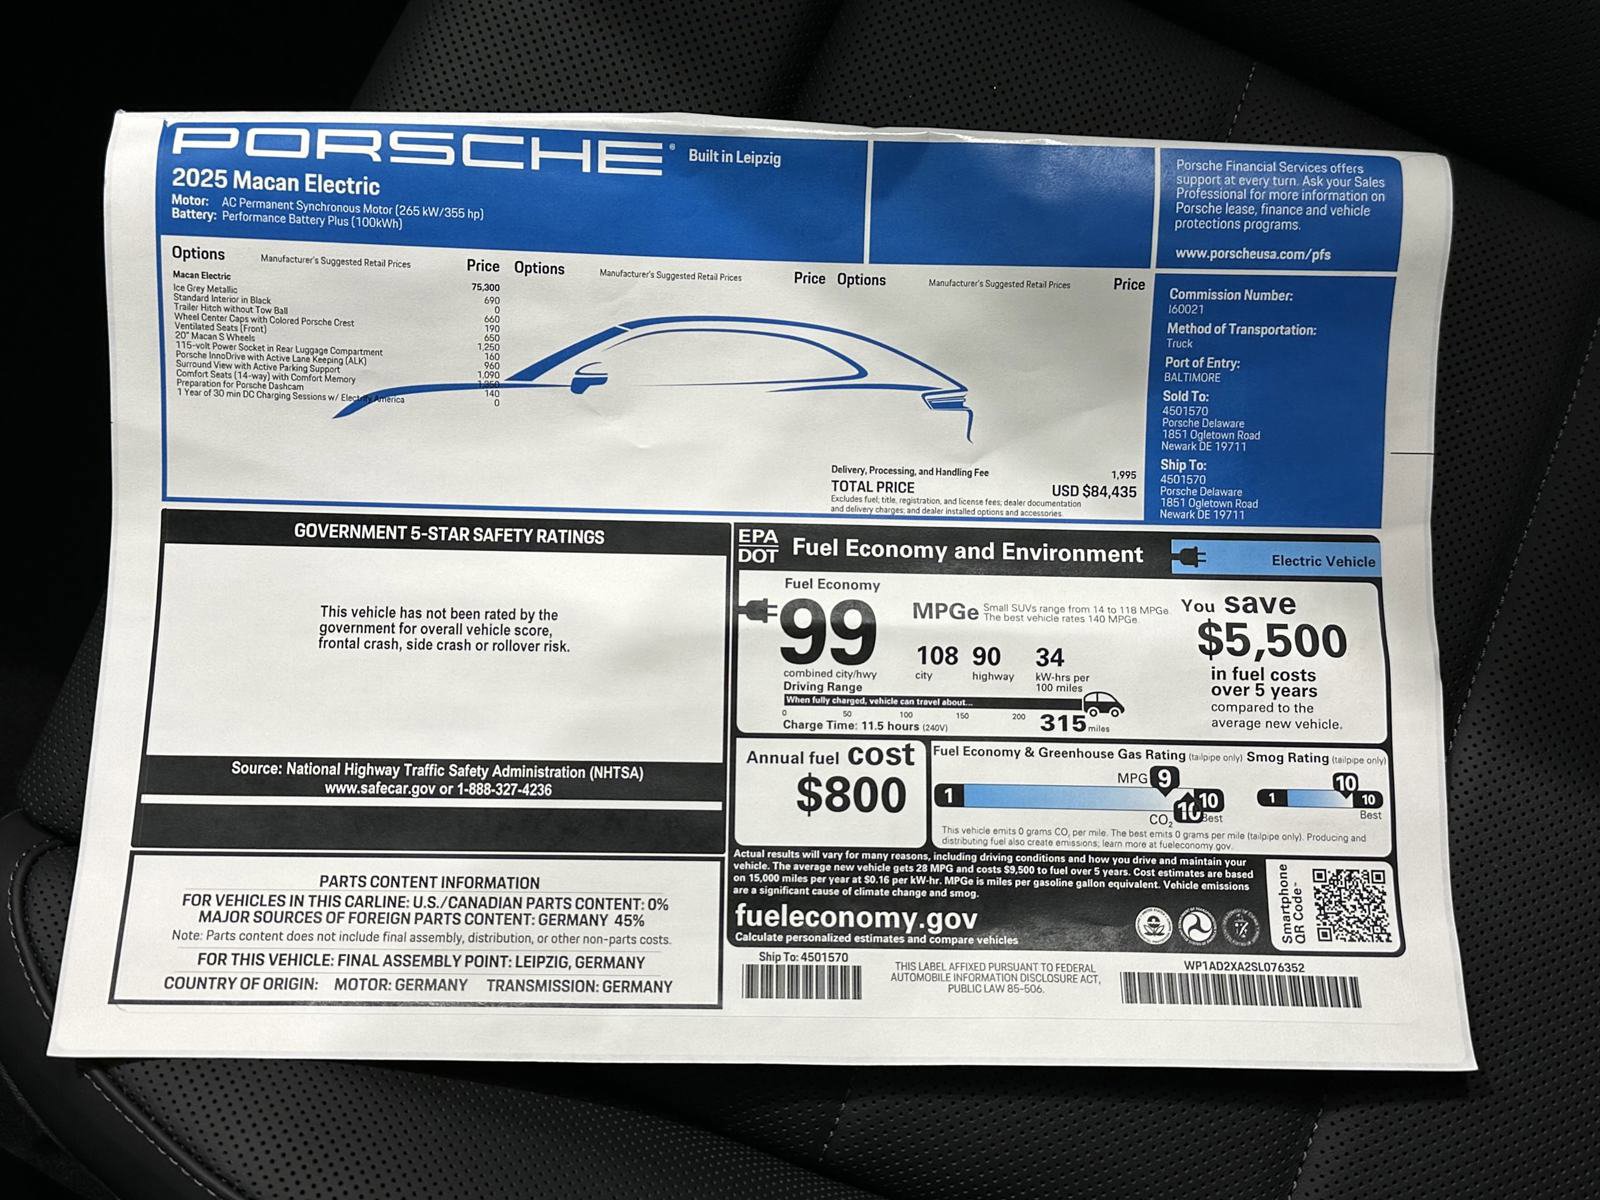 PORSCHE® Built in Leipzig
2025 Macan Electric
Motor: AC Permanent Synchronous Motor (265 kW/355 hp)
Battery: Performance Battery Plus (100kWh)
Porsche Financial Services offers
support at every turn. Ask your Sales
Professional for more information on
Porsche lease, finance and vehicle
protections programs.
www.porscheusa.com/pfs
Options Manufacturer's Suggested Retail Prices Price Options Manufacturer's Suggested Retail Prices Price Options Manufacturer's Suggested Retail Prices Price
Macan Electric 75,300
Ice Grey Metallic 690
Standard Interior in Black 0
Trailer Hitch without Tow Ball 660
Wheel Center Caps with Colored Porsche Crest 190
Ventilated Seats (Front) 650
20" Macan S Wheels 1,250
115-volt Power Socket in Rear Luggage Compartment 160
Porsche InnoDrive with Active Lane Keeping (ALK) 960
Surround View with Active Parking Support 1,090
Comfort Seats (14-way) with Comfort Memory 1,350
Preparation for Porsche Dashcam 140
1 Year of 30 min DC Charging Sessions w/ Electrify America 0
Delivery, Processing, and Handling Fee 1,995
TOTAL PRICE USD $84,435
Excludes fuel; title, registration, and license fees; dealer documentation
and delivery charges; and dealer installed options and accessories.
Commission Number:
I60021
Method of Transportation:
Truck
Port of Entry:
BALTIMORE
Sold To:
4501570
Porsche Delaware
1851 Ogletown Road
Newark DE 19711
Ship To:
4501570
Porsche Delaware
1851 Ogletown Road
Newark DE 19711
GOVERNMENT 5-STAR SAFETY RATINGS
This vehicle has not been rated by the
government for overall vehicle score,
frontal crash, side crash or rollover risk.
Source: National Highway Traffic Safety Administration (NHTSA)
www.safecar.gov or 1-888-327-4236
PARTS CONTENT INFORMATION
FOR VEHICLES IN THIS CARLINE: U.S./CANADIAN PARTS CONTENT: 0%
MAJOR SOURCES OF FOREIGN PARTS CONTENT: GERMANY 45%
Note: Parts content does not include final assembly, distribution, or other non-parts costs.
FOR THIS VEHICLE: FINAL ASSEMBLY POINT: LEIPZIG, GERMANY
COUNTRY OF ORIGIN: MOTOR: GERMANY TRANSMISSION: GERMANY
EPA
DOT
Fuel Economy and Environment
Electric Vehicle
Fuel Economy
99
combined city/hwy
MPGe
Small SUVs range from 14 to 118 MPGe.
The best vehicle rates 140 MPGe.
108 90 34
city highway kW-hrs per
100 miles
Driving Range
When fully charged, vehicle can travel about...
0 50 100 150 200 315 miles
Charge Time: 11.5 hours (240V)
You save
$5,500
in fuel costs
over 5 years
compared to the
average new vehicle.
Annual fuel cost
$800
Fuel Economy & Greenhouse Gas Rating (tailpipe only) Smog Rating (tailpipe only)
MPG 9
1 10
CO2 10 Best
10
1 10
Best
This vehicle emits 0 grams CO2 per mile. The best emits 0 grams per mile (tailpipe only). Producing and
distributing fuel also create emissions; learn more at fueleconomy.gov.
Actual results will vary for many reasons, including driving conditions and how you drive and maintain your
vehicle. The average new vehicle gets 28 MPG and costs $9,500 to fuel over 5 years. Cost estimates are based
on 15,000 miles per year at $0.16 per kW-hr. MPGe is miles per gasoline gallon equivalent. Vehicle emissions
are a significant cause of climate change and smog.
fueleconomy.gov
Calculate personalized estimates and compare vehicles
Smartphone
QR Code™
Ship To: 4501570
THIS LABEL AFFIXED PURSUANT TO FEDERAL
AUTOMOBILE INFORMATION DISCLOSURE ACT,
PUBLIC LAW 85-506.
WP1AD2XA2SL076352